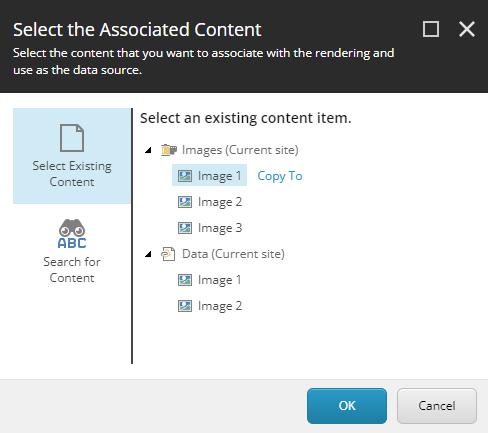 Select the Associated Content
Select the content that you want to associate with the rendering and
use as the data source.
Select Existing
Content
ABC
Search for
Content
Select an existing content item.
Images (Current site)
Image 1 Copy To
Image 2
Image 3
Data (Current site)
Image 1
Image 2
OK Cancel